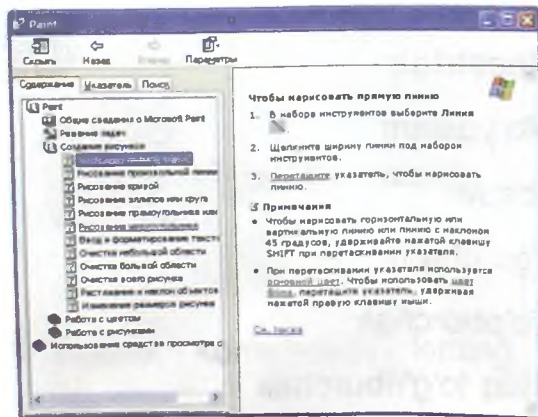 Paint
Скрыть Назад Параметры
Содержание Указатель Поиск
Paint
Общие сведения о Microsoft Paint
Решение задач
Создание рисунков
Рисование произвольной линии
Рисование кривой
Рисование эллипсов или круга
Рисование прямоугольника или
Рисование многоугольника
Ввод и форматирование текста
Очистка небольшой области
Очистка большой области
Очистка всего рисунка
Растяжение и наклон объектов
Изменение размеров рисунка
Работа с цветом
Работа с рисунками
Использование средства просмотра с
Чтобы нарисовать прямую линию
1. В наборе инструментов выберите Линия
.
2. Щелкните ширину линии под набором
инструментов.
3. Перетащите указатель, чтобы нарисовать
линию.
Примечания
• Чтобы нарисовать горизонтальную или
вертикальную линию или линию с наклоном
45 градусов, удерживайте нажатой клавишу
SHIFT при перетаскивании указателя.
• При перетаскивании указателя используется
основной цвет. Чтобы использовать цвет
фона, перетащите указатель, удерживая
нажатой правую клавишу мыши.
См. также